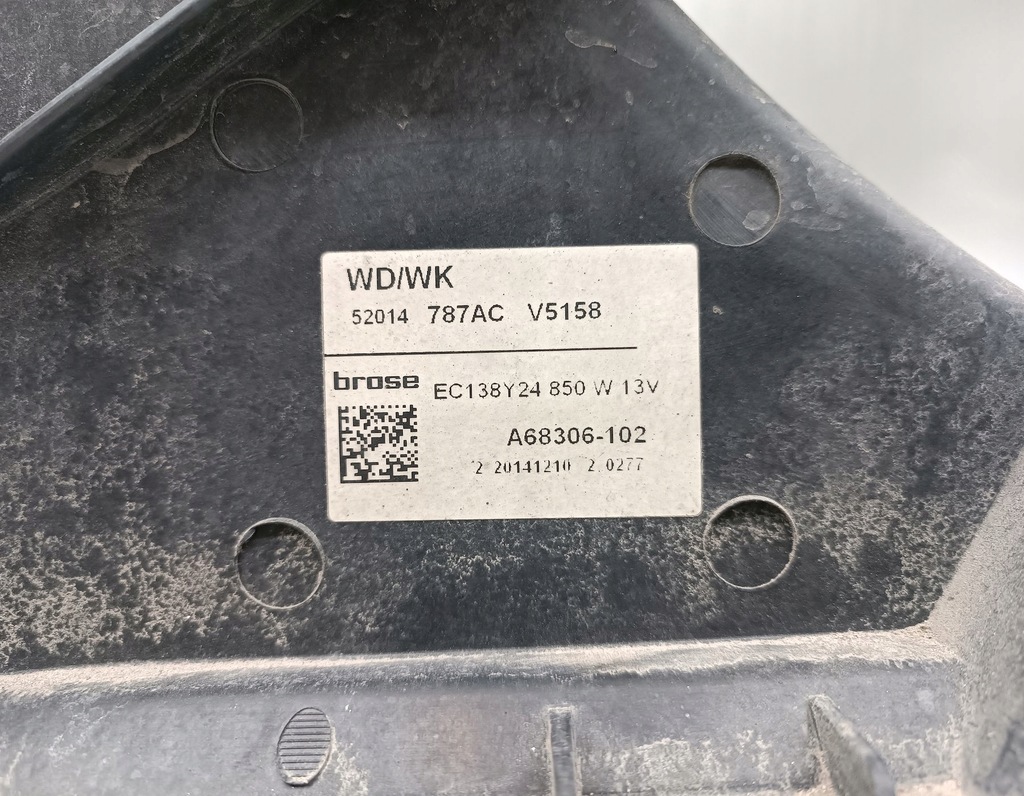 WD/WK
52014 787AC V5158
brose EC138Y24 850 W 13V
A68306-102
2 20141210 2.0277